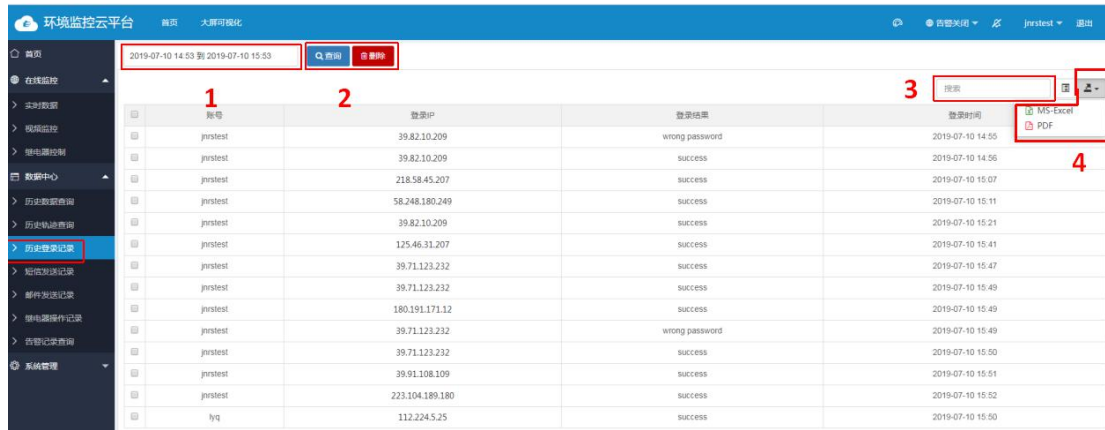 环境监控云平台 首页 大屏可视化 告警关闭 jnrstest 退出
首页
在线监控
实时数据
视频监控
继电器控制
数据中心
历史数据查询
历史轨迹查询
历史登录记录
短信发送记录
邮件发送记录
继电器操作记录
告警记录查询
系统管理
2019-07-10 14:53 到 2019-07-10 15:53 查询 删除
1 2 3 搜索
MS-Excel
PDF
4
账号 登录IP 登录结果 登录时间
jnrstest 39.82.10.209 wrong password 2019-07-10 14:55
jnrstest 39.82.10.209 success 2019-07-10 14:56
jnrstest 218.58.45.207 success 2019-07-10 15:07
jnrstest 58.248.180.249 success 2019-07-10 15:11
jnrstest 39.82.10.209 success 2019-07-10 15:21
jnrstest 125.46.31.207 success 2019-07-10 15:41
jnrstest 39.71.123.232 success 2019-07-10 15:47
jnrstest 39.71.123.232 success 2019-07-10 15:49
jnrstest 180.191.171.12 success 2019-07-10 15:49
jnrstest 39.71.123.232 wrong password 2019-07-10 15:49
jnrstest 39.71.123.232 success 2019-07-10 15:50
jnrstest 39.91.108.109 success 2019-07-10 15:51
jnrstest 223.104.189.180 success 2019-07-10 15:52
lyq 112.224.5.25 success 2019-07-10 15:50